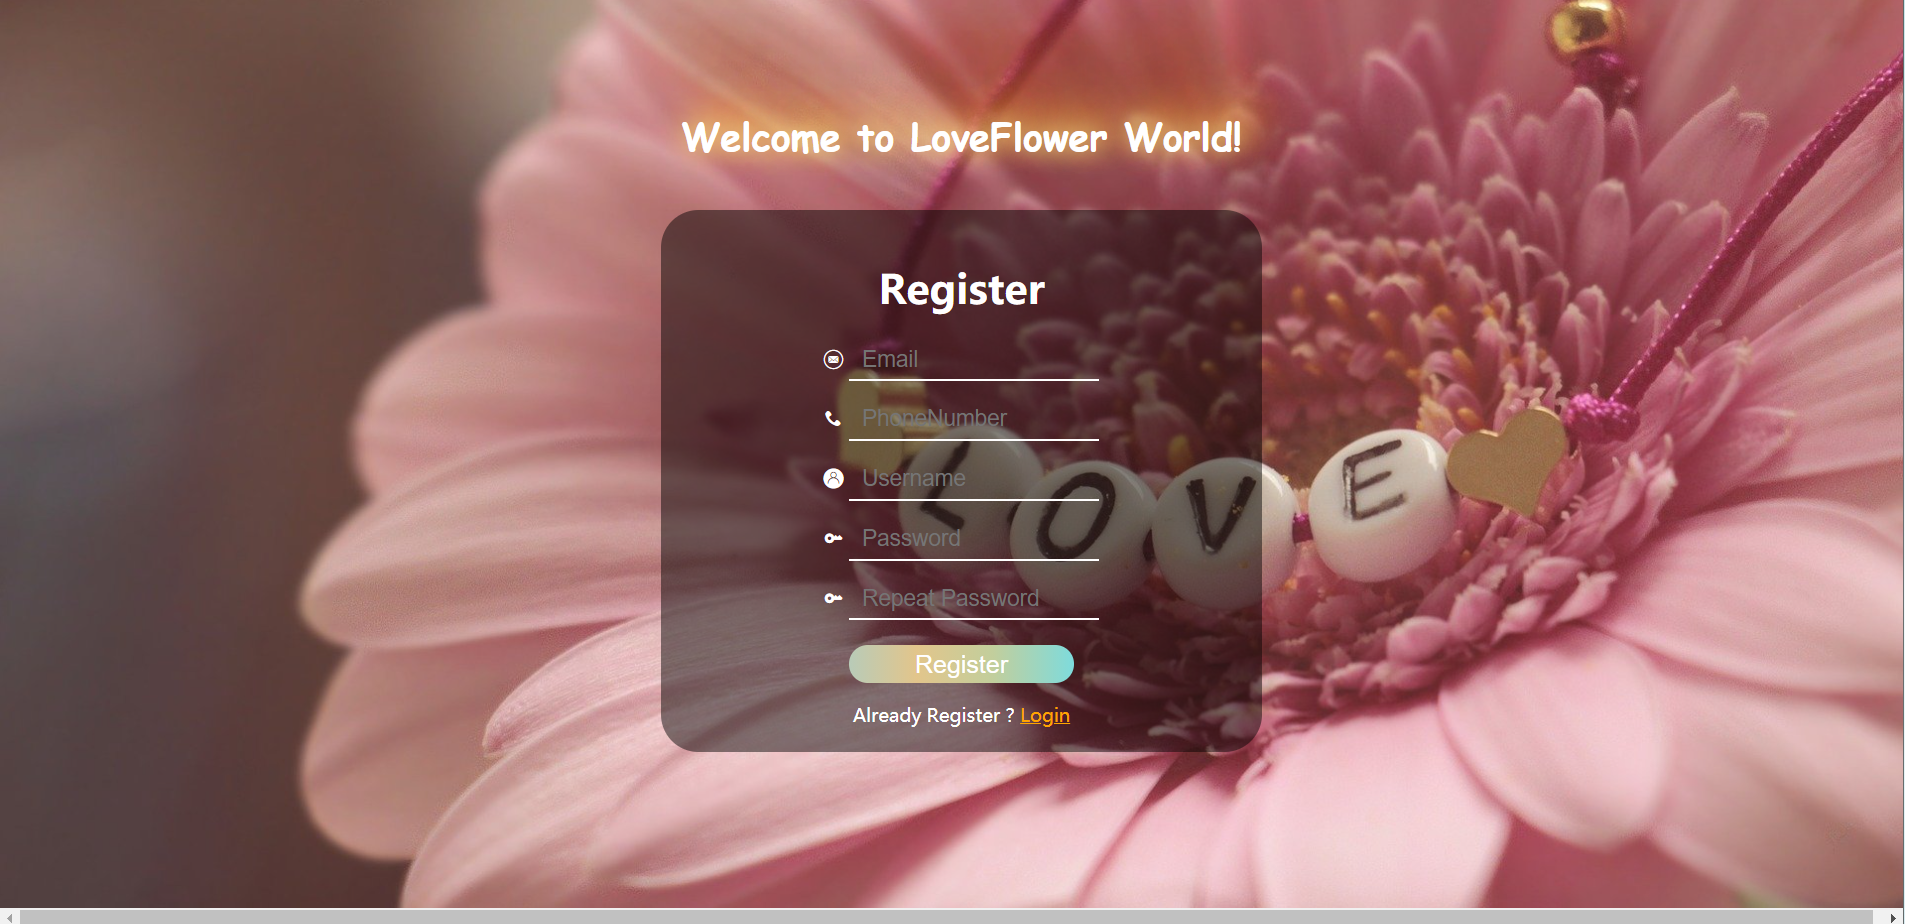 Welcome to LoveFlower World!
Register
Email
PhoneNumber
Username
Password
Repeat Password
LOVE
Register
Already Register ? Login